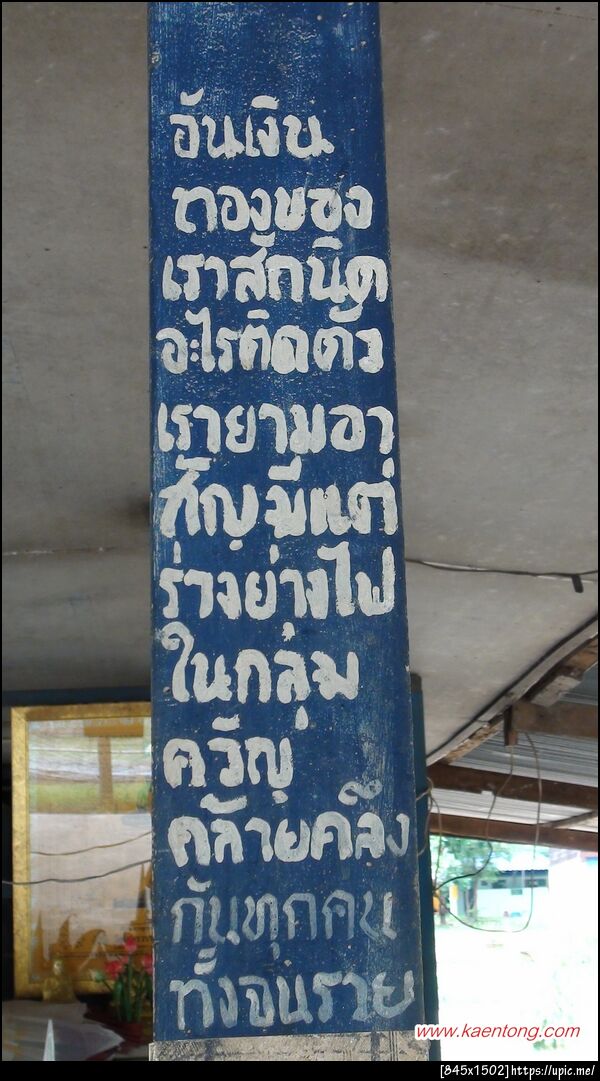 อันเงิน
ทองของ
เราสักนิด
อะไรติดตัว
เรายามอา
สัญมีแต่
ร่างย่างไฟ
ในกลุ่ม
ควัญ
คล้ายคลึง
กันทุกคน
ทั้งจนรวย
www.kaentong.com
[845x1502]https://upic.me/